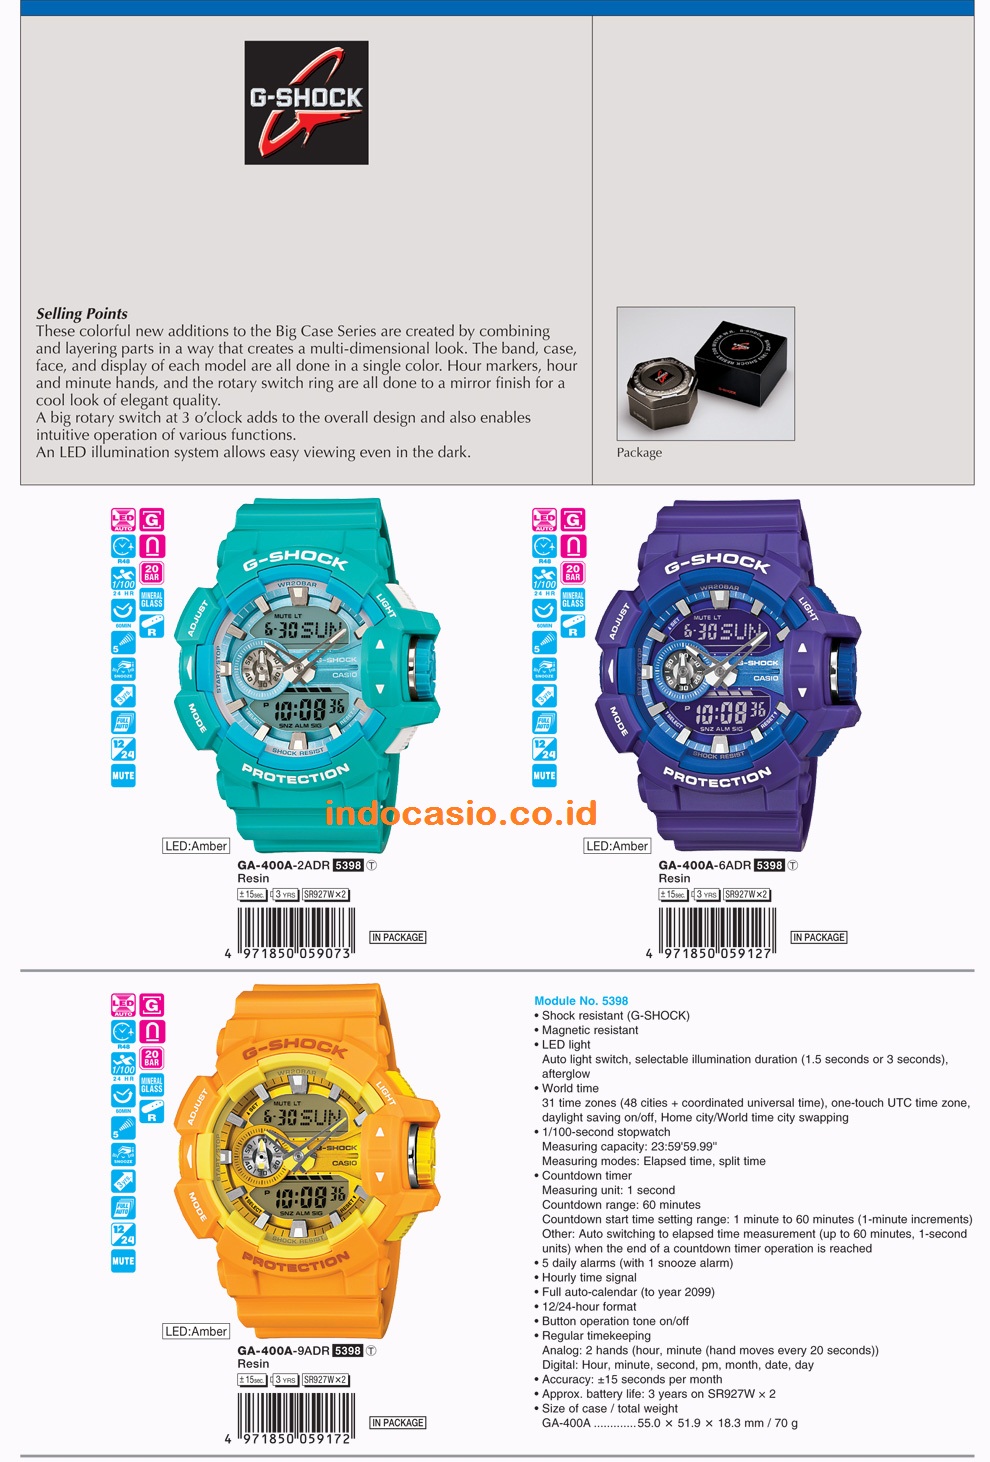 G-SHOCK
Selling Points
These colorful new additions to the Big Case Series are created by combining
and layering parts in a way that creates a multi-dimensional look. The band, case,
face, and display of each model are all done in a single color. Hour markers, hour
and minute hands, and the rotary switch ring are all done to a mirror finish for a
cool look of elegant quality.
A big rotary switch at 3 o'clock adds to the overall design and also enables
intuitive operation of various functions.
An LED illumination system allows easy viewing even in the dark.
Package
LED
AUTO
G
R48
1/100
24 HR
20
BAR
MINERAL
GLASS
60MIN
R
5
SNOOZE
FULL
AUTO
12/24
MUTE
G-SHOCK
WR20BAR
ADJUST
LIGHT
MUTE LT
6-30 SUN
START/STOP
G-SHOCK
CASIO
P 10:08 36
SNZ ALM SIG
MODE
RESET
SHOCK RESIST
PROTECTION
LED:Amber
GA-400A-2ADR 5398 T
Resin
±15sec. 3 YRS SR927W×2
4 971850 059073
IN PACKAGE
LED
AUTO
G
R48
1/100
24 HR
20
BAR
MINERAL
GLASS
60MIN
R
5
SNOOZE
FULL
AUTO
12/24
MUTE
G-SHOCK
WR20BAR
ADJUST
LIGHT
MUTE LT
6-30 SUN
G-SHOCK
CASIO
P 10:08 36
SNZ ALM SIG
MODE
RESET
SHOCK RESIST
PROTECTION
LED:Amber
GA-400A-6ADR 5398 T
Resin
±15sec. 3 YRS SR927W×2
4 971850 059127
IN PACKAGE
indocasio.co.id
LED
AUTO
G
R48
1/100
24 HR
20
BAR
MINERAL
GLASS
60MIN
R
5
SNOOZE
FULL
AUTO
12/24
MUTE
G-SHOCK
WR20BAR
ADJUST
LIGHT
MUTE LT
6-30 SUN
G-SHOCK
CASIO
P 10:08 36
SNZ ALM SIG
MODE
RESET
SHOCK RESIST
PROTECTION
LED:Amber
GA-400A-9ADR 5398 T
Resin
±15sec. 3 YRS SR927W×2
4 971850 059172
IN PACKAGE
Module No. 5398
• Shock resistant (G-SHOCK)
• Magnetic resistant
• LED light
Auto light switch, selectable illumination duration (1.5 seconds or 3 seconds),
afterglow
• World time
31 time zones (48 cities + coordinated universal time), one-touch UTC time zone,
daylight saving on/off, Home city/World time city swapping
• 1/100-second stopwatch
Measuring capacity: 23:59'59.99"
Measuring modes: Elapsed time, split time
• Countdown timer
Measuring unit: 1 second
Countdown range: 60 minutes
Countdown start time setting range: 1 minute to 60 minutes (1-minute increments)
Other: Auto switching to elapsed time measurement (up to 60 minutes, 1-second
units) when the end of a countdown timer operation is reached
• 5 daily alarms (with 1 snooze alarm)
• Hourly time signal
• Full auto-calendar (to year 2099)
• 12/24-hour format
• Button operation tone on/off
• Regular timekeeping
Analog: 2 hands (hour, minute (hand moves every 20 seconds))
Digital: Hour, minute, second, pm, month, date, day
• Accuracy: ±15 seconds per month
• Approx. battery life: 3 years on SR927W × 2
• Size of case / total weight
GA-400A .............55.0 × 51.9 × 18.3 mm / 70 g